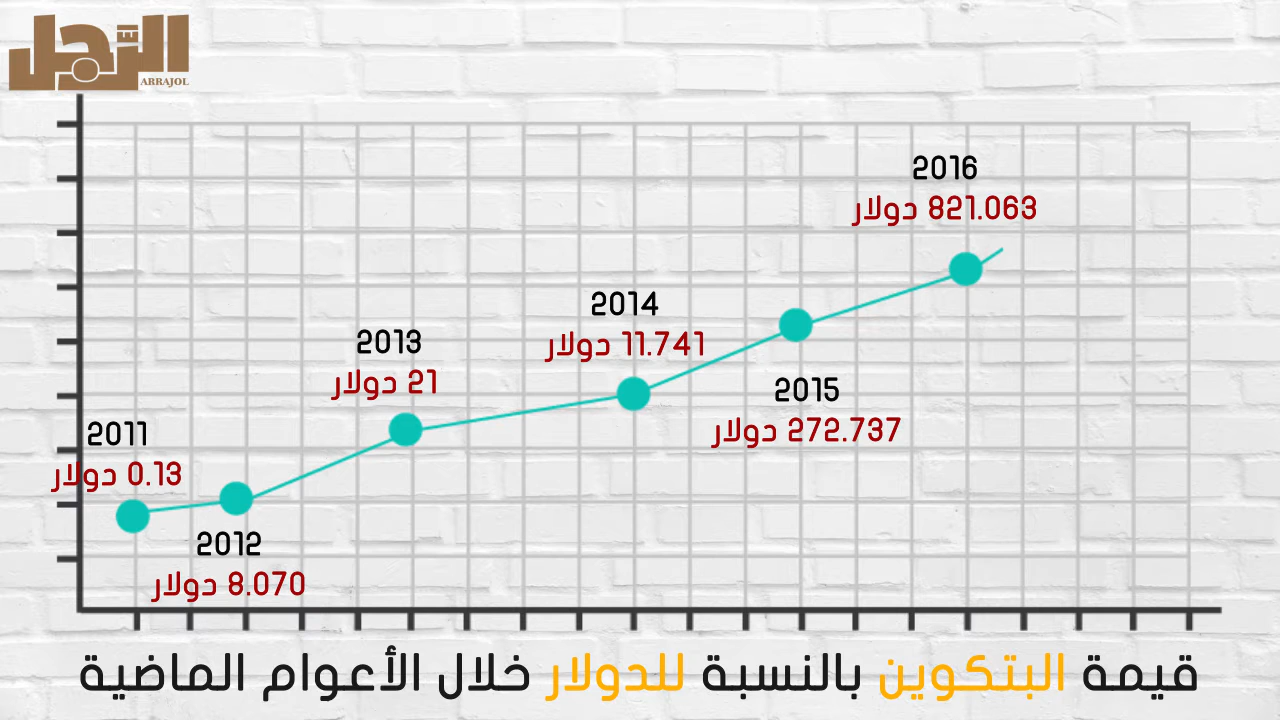 الرجل
ARRAJOL
2016
821.063 دولار
2014
11.741 دولار
2013
21 دولار
2015
272.737 دولار
2011
0.13 دولار
2012
8.070 دولار
قيمة البتكوين بالنسبة للدولار خلال الأعوام الماضية